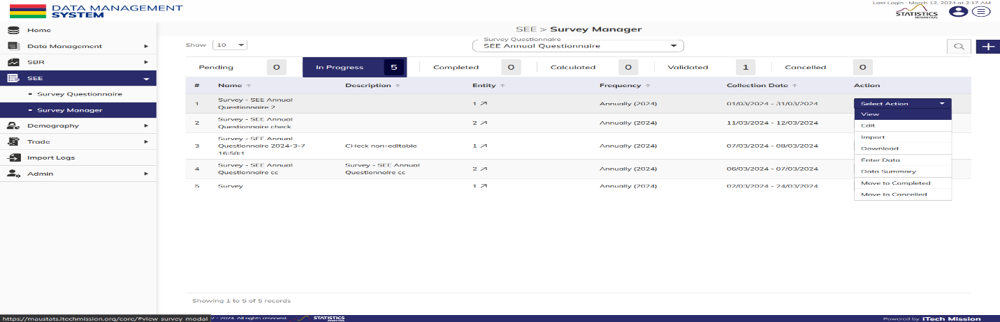 DATA MANAGEMENT
SYSTEM
Last Login : March 12, 2024 at 2:17 AM
STATISTICS
MAURITIUS
Home
Data Management
SBR
SEE
Survey Questionnaire
Survey Manager
Demography
Trade
Import Logs
Admin
SEE > Survey Manager
Show 10
Survey Questionnaire
SEE Annual Questionnaire
Pending 0 In Progress 5 Completed 0 Calculated 0 Validated 1 Cancelled 0
# Name ↑ Description ↑ Entity ↑ Frequency ↑ Collection Date ↑ Action
1 Survey - SEE Annual Questionnaire 2 1 Annually (2024) 01/03/2024 - 31/03/2024
2 Survey - SEE Annual Questionnaire check 2 Annually (2024) 11/03/2024 - 12/03/2024
3 Survey - SEE Annual Questionnaire 2024-3-7 16:58:1 CHeck non-editable 1 Annually (2024) 07/03/2024 - 08/03/2024
4 Survey - SEE Annual Questionnaire cc Survey - SEE Annual Questionnaire cc 2 Annually (2024) 06/03/2024 - 07/03/2024
5 Survey 1 Annually (2024) 02/03/2024 - 24/03/2024
Select Action
View
Edit
Import
Download
Enter Data
Data Summary
Move to Completed
Move to Cancelled
Showing 1 to 5 of 5 records
https://maustats.itechmission.org/core/#view_survey_modal
2 - 2024. All rights reserved.
STATISTICS
MAURITIUS
Powered by iTech Mission